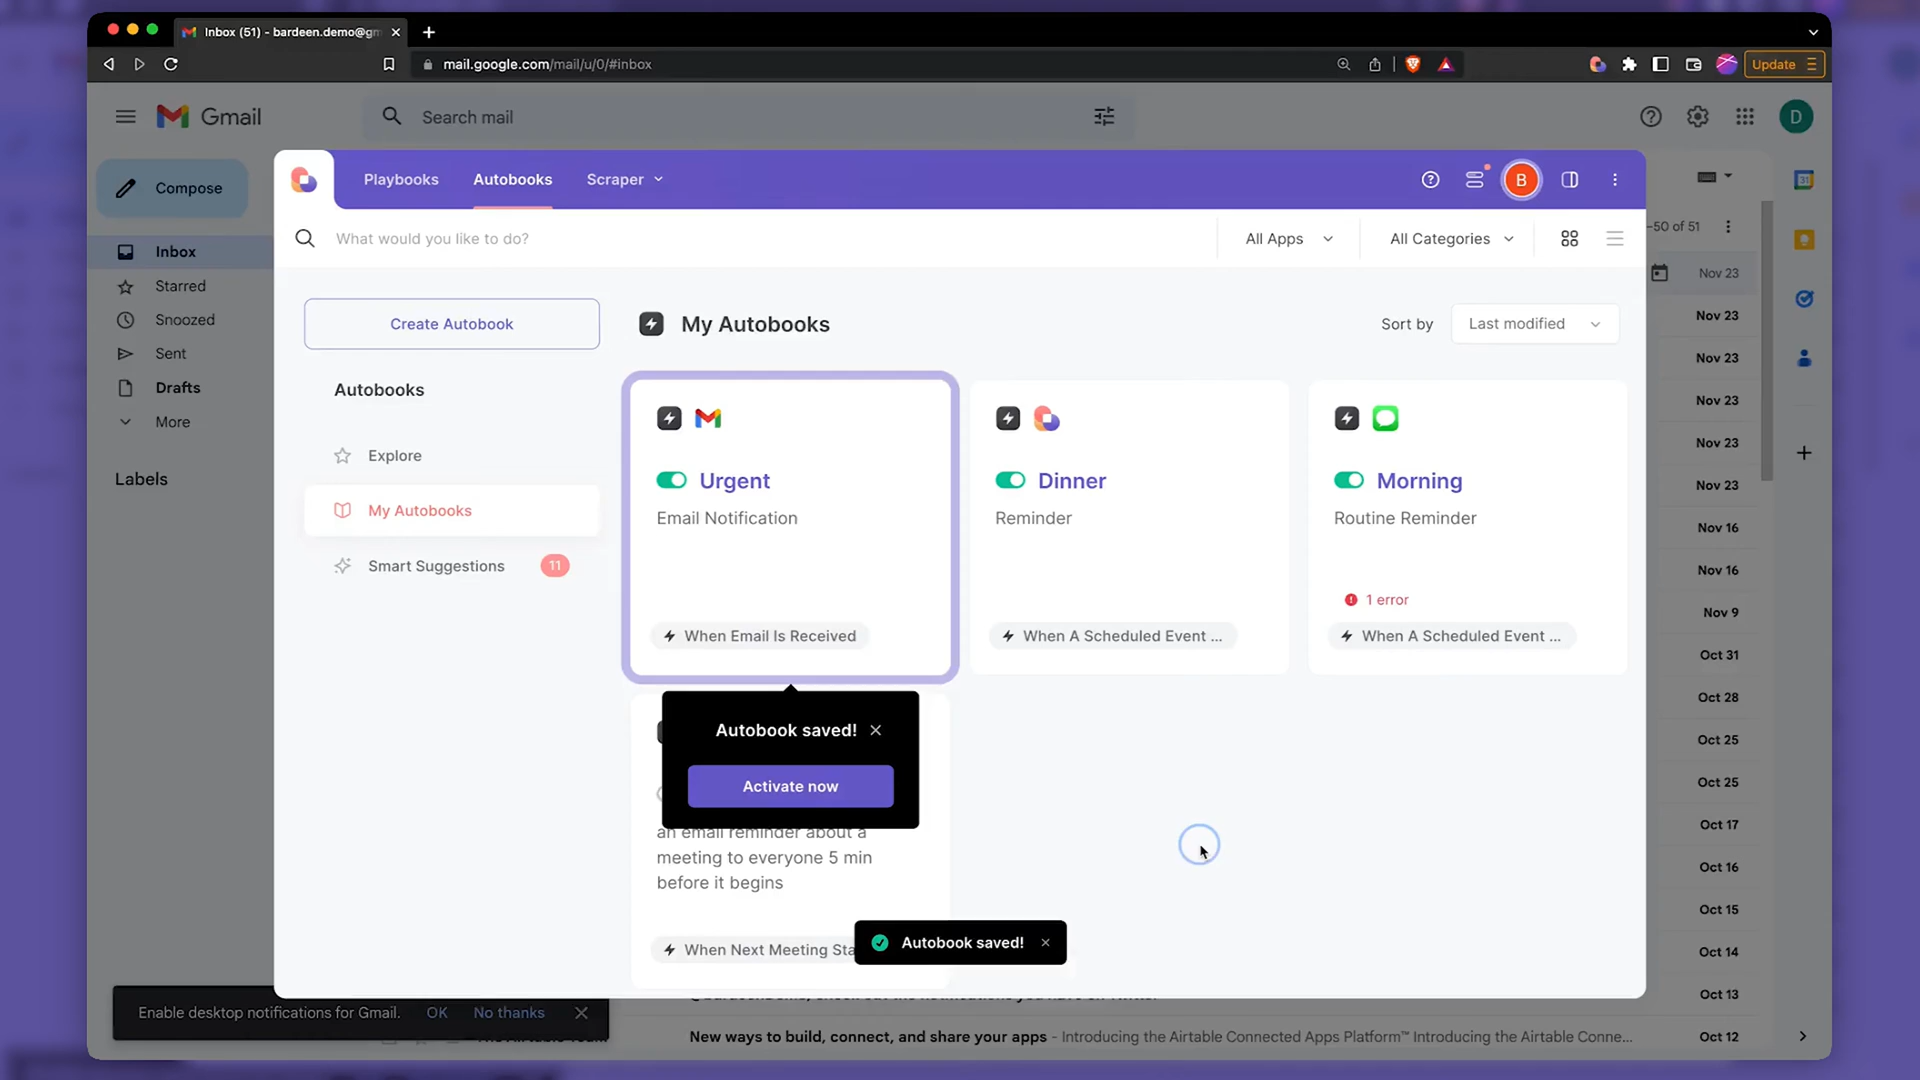 Inbox (51) - bardeen.demo@gm
mail.google.com/mail/u/0/#inbox
Update
Gmail
Search mail
D
Compose
Inbox
Starred
Snoozed
Sent
Drafts
More
Labels
Playbooks
Autobooks
Scraper
B
What would you like to do?
All Apps
All Categories
Create Autobook
My Autobooks
Sort by
Last modified
Autobooks
Explore
My Autobooks
Smart Suggestions
11
Urgent
Email Notification
When Email Is Received
Dinner
Reminder
When A Scheduled Event ...
Morning
Routine Reminder
1 error
When A Scheduled Event ...
Autobook saved!
Activate now
an email reminder about a
meeting to everyone 5 min
before it begins
When Next Meeting Sta
Autobook saved!
-50 of 51
Nov 23
Nov 23
Nov 23
Nov 23
Nov 23
Nov 23
Nov 16
Nov 16
Nov 9
Oct 31
Oct 28
Oct 25
Oct 25
Oct 17
Oct 16
Oct 15
Oct 14
Oct 13
Enable desktop notifications for Gmail.
OK
No thanks
New ways to build, connect, and share your apps - Introducing the Airtable Connected Apps Platform™ Introducing the Airtable Conne...
Oct 12